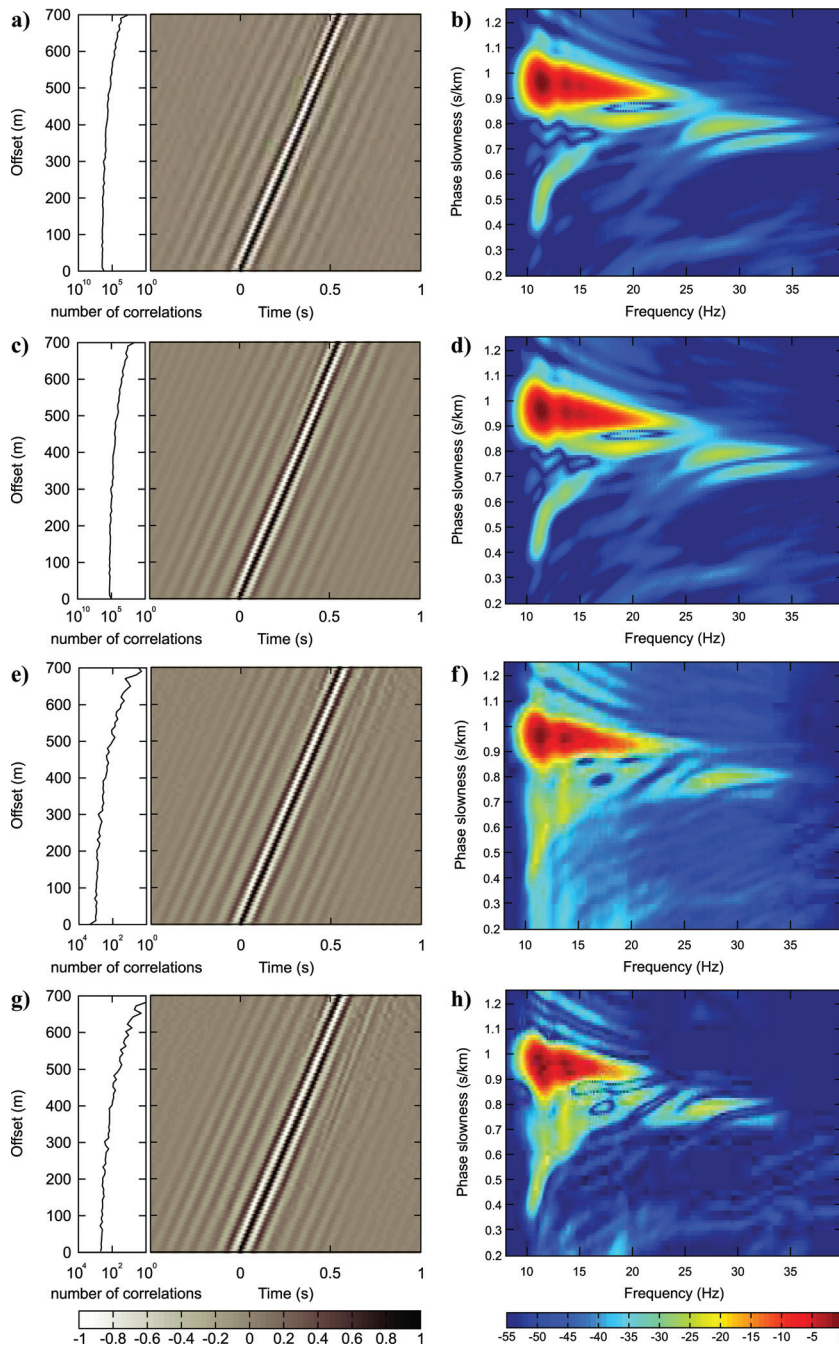 a)
700
600
500
400
300
200
100
0
Offset (m)
10^10 10^5 10^0
number of correlations
0 0.5 1
Time (s)
b)
1.2
1.1
1
0.9
0.8
0.7
0.6
0.5
0.4
0.3
0.2
Phase slowness (s/km)
10 15 20 25 30 35
Frequency (Hz)
c)
700
600
500
400
300
200
100
0
Offset (m)
10^10 10^5 10^0
number of correlations
0 0.5 1
Time (s)
d)
1.2
1.1
1
0.9
0.8
0.7
0.6
0.5
0.4
0.3
0.2
Phase slowness (s/km)
10 15 20 25 30 35
Frequency (Hz)
e)
700
600
500
400
300
200
100
0
Offset (m)
10^4 10^2 10^0
number of correlations
0 0.5 1
Time (s)
f)
1.2
1.1
1
0.9
0.8
0.7
0.6
0.5
0.4
0.3
0.2
Phase slowness (s/km)
10 15 20 25 30 35
Frequency (Hz)
g)
700
600
500
400
300
200
100
0
Offset (m)
10^4 10^2 10^0
number of correlations
0 0.5 1
Time (s)
h)
1.2
1.1
1
0.9
0.8
0.7
0.6
0.5
0.4
0.3
0.2
Phase slowness (s/km)
10 15 20 25 30 35
Frequency (Hz)
-1 -0.8 -0.6 -0.4 -0.2 0 0.2 0.4 0.6 0.8 1
-55 -50 -45 -40 -35 -30 -25 -20 -15 -10 -5